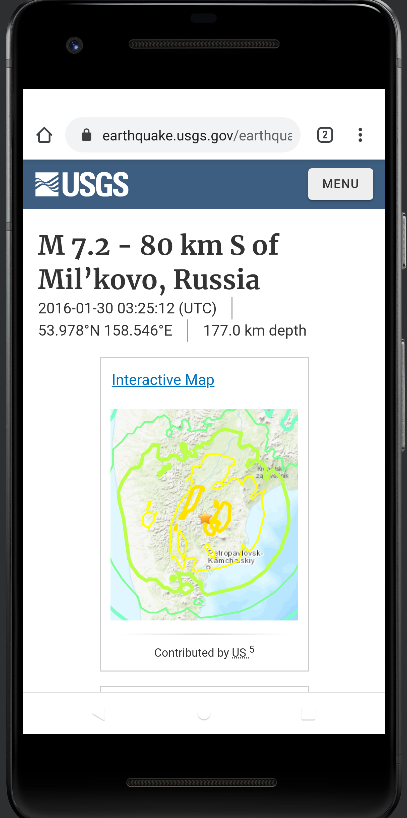 earthquake.usgs.gov/earthqua
2
USGS
MENU
M 7.2 - 80 km S of
Mil’kovo, Russia
2016-01-30 03:25:12 (UTC)
53.978°N 158.546°E
177.0 km depth
Interactive Map
Petropavlovsk-
Kamchatskiy
Contributed by US 5